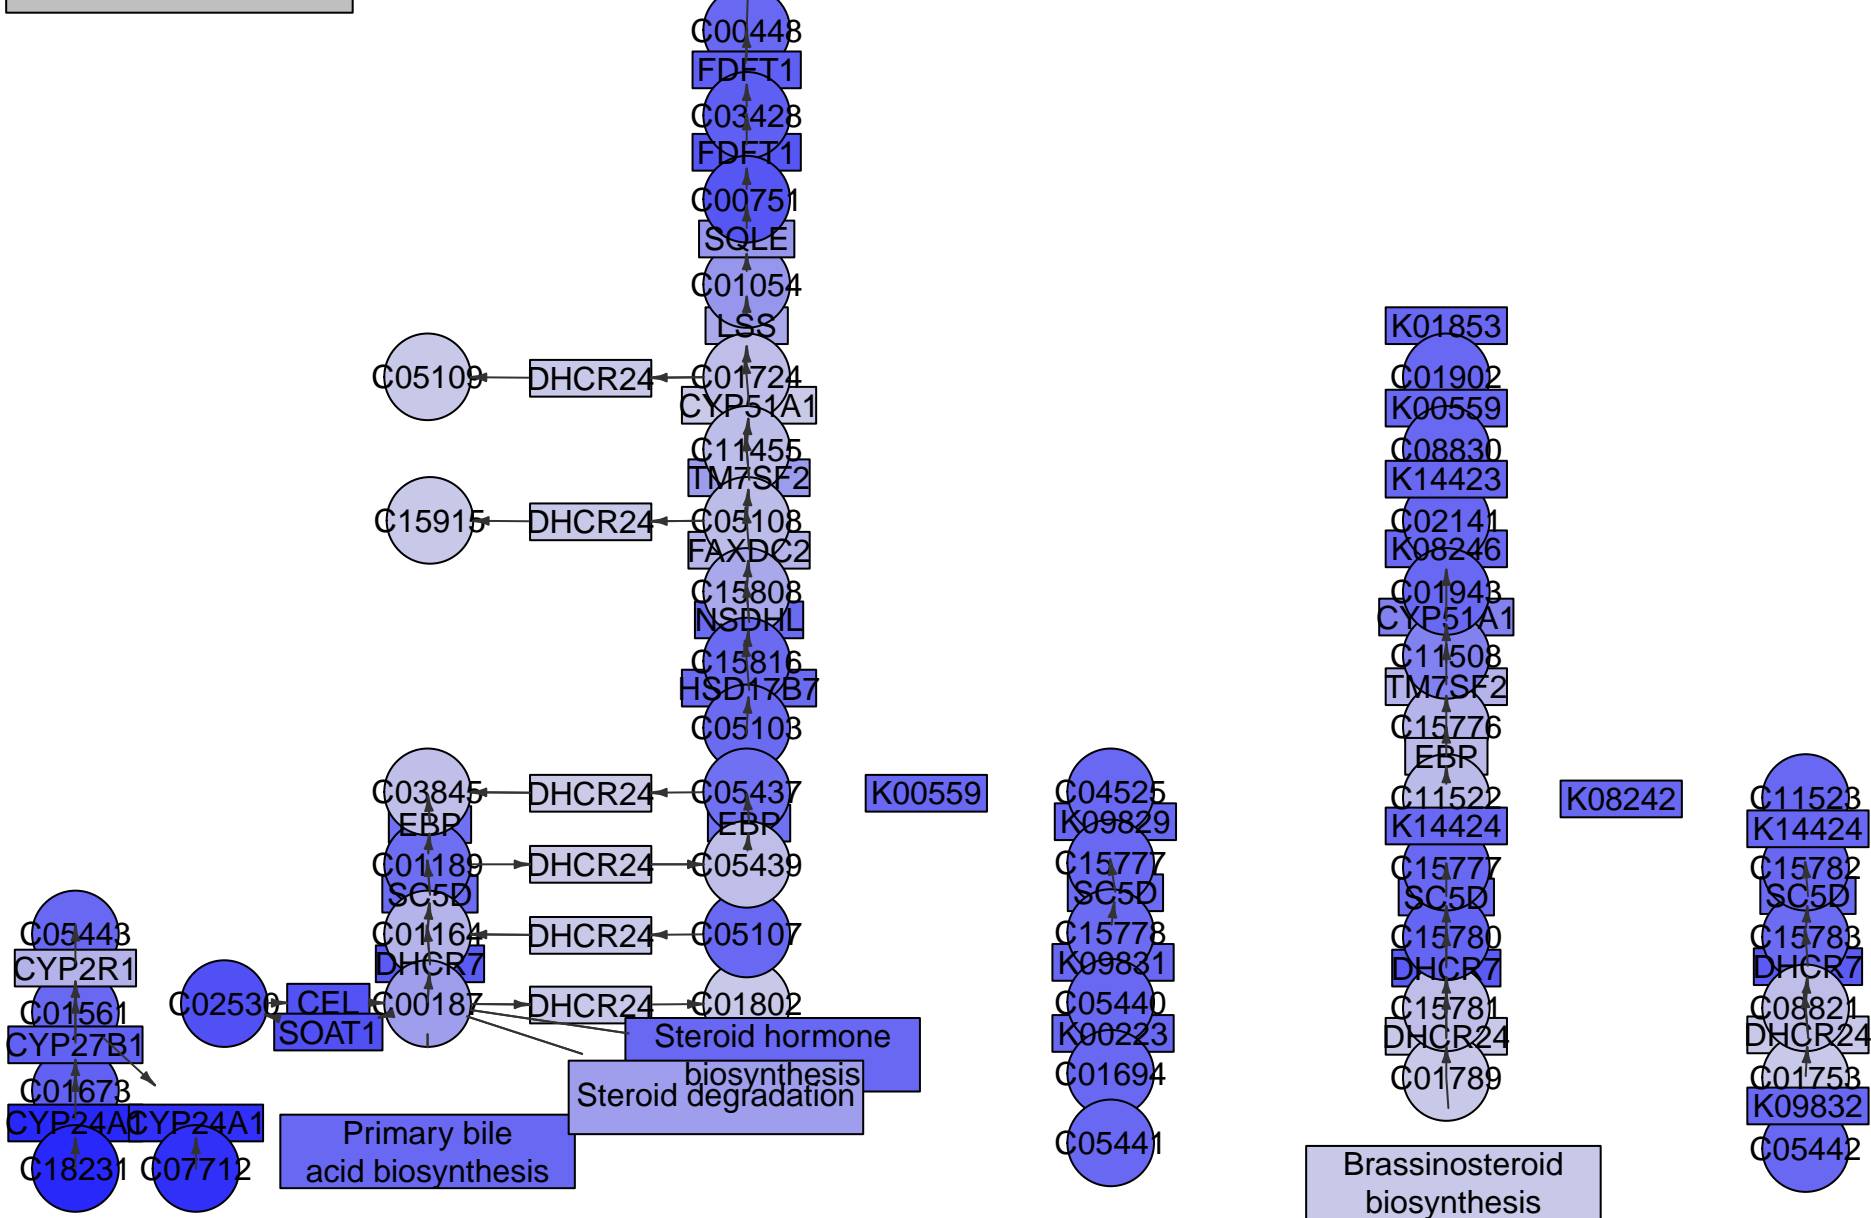 C00448
FDFT1
C03428
FDFT1
C00751
SQLE
C01054
LSS
C05109
DHCR24
C01724
CYP51A1
C11455
TM7SF2
C15915
DHCR24
C05108
FAXDC2
C15808
NSDHL
C15816
HSD17B7
C05103
C03845
DHCR24
C05437
EBP
EBP
C01189
DHCR24
C05439
SC5D
C01164
DHCR24
C05107
DHCR7
C02530
CEL
SOAT1
C00187
DHCR24
C01802
C05443
CYP2R1
C01561
CYP27B1
C01673
CYP24A1
CYP24A1
C18231
C07712
Steroid hormone
biosynthesis
Steroid degradation
Primary bile
acid biosynthesis
K00559
C04525
K09829
C15777
SC5D
C15778
K09831
C05440
K00223
C01694
C05441
K01853
C01902
K00559
C08830
K14423
C02141
K08246
C01943
CYP51A1
C11508
TM7SF2
C15776
EBP
C11522
K14424
C15777
SC5D
C15780
DHCR7
C15781
DHCR24
C01789
Brassinosteroid
biosynthesis
K08242
C11523
K14424
C15782
SC5D
C15783
DHCR7
C08821
DHCR24
C01753
K09832
C05442